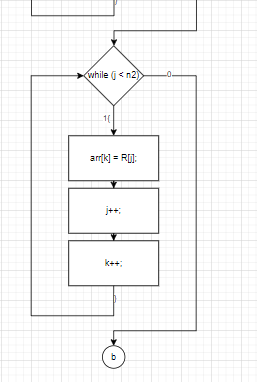 }
while (j < n2)
0
1{
arr[k] = R[j];
j++;
k++;
}
b